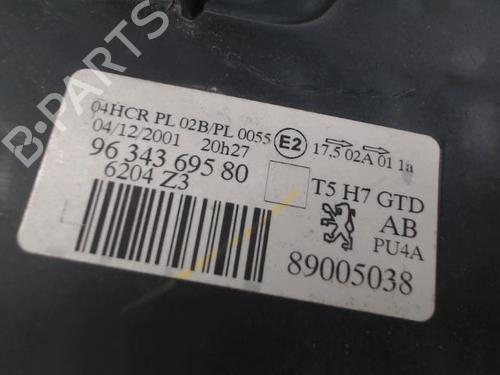 04HCR PL 02B/PL 0055 E2 17,5 02A 01 1a
04/12/2001 20h27
96 343 695 80 T5 H7 GTD
6204 Z3 AB
PU4A
89005038
B-PARTS